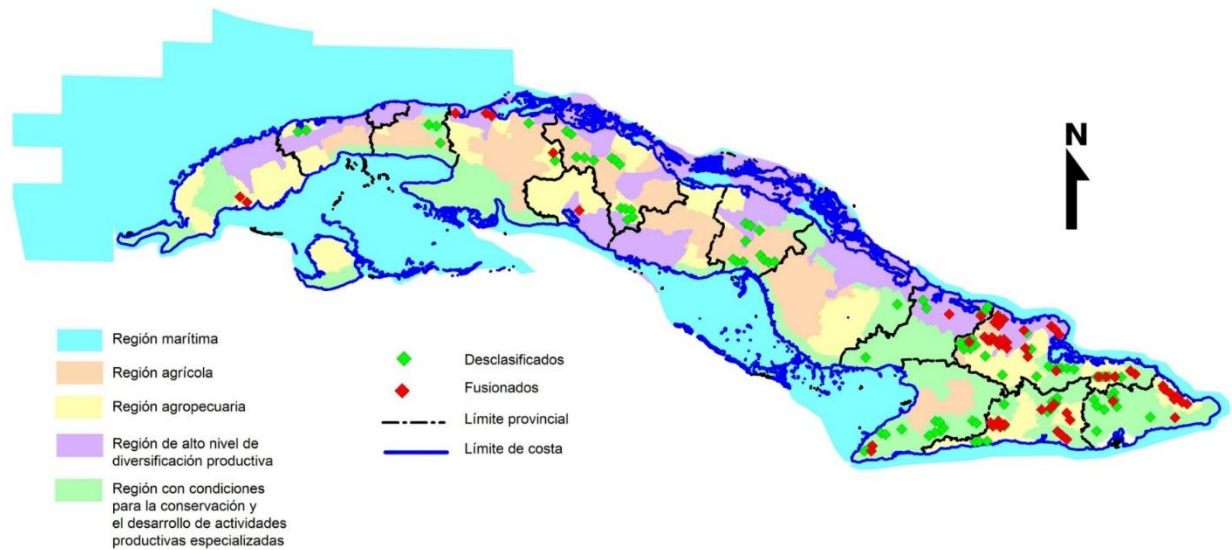 N
Región marítima
Región agrícola
Región agropecuaria
Región de alto nivel de
diversificación productiva
Región con condiciones
para la conservación y
el desarrollo de actividades
productivas especializadas
Desclasificados
Fusionados
Límite provincial
Límite de costa